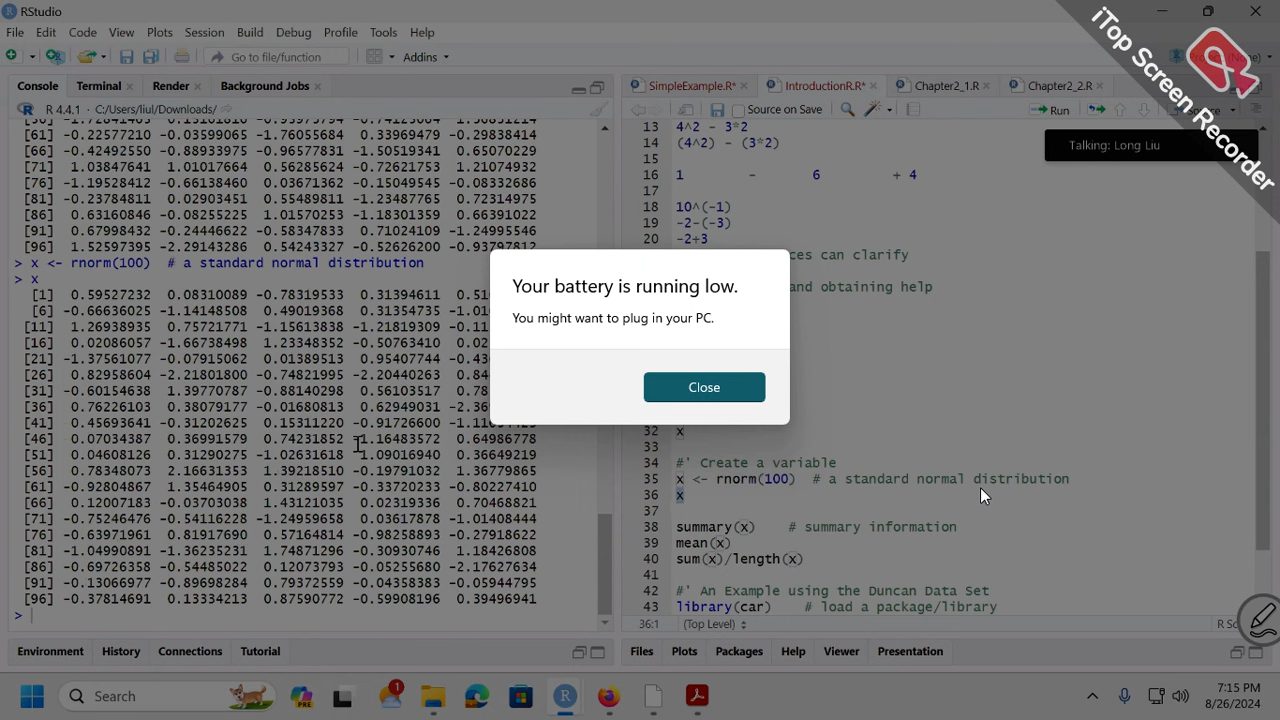 RStudio
File Edit Code View Plots Session Build Debug Profile Tools Help
Go to file/function Addins
Console Terminal Render Background Jobs
R 4.4.1 · C:/Users/liul/Downloads/
[61] -0.22577210 -0.03599065 -1.76055684 0.33969479 -0.29838414
[66] -0.42492550 -0.88933975 -0.96577831 -1.50519341 0.65070229
[71] 1.03847641 1.01017664 0.56285624 -0.72621753 1.21074932
[76] -1.19528412 -0.66138460 0.03671362 -0.15049545 -0.08332686
[81] -0.23784811 0.02903451 0.55489811 -1.23487765 0.72314975
[86] 0.63160846 -0.08255225 1.01570253 -1.18301359 0.66391022
[91] 0.67998432 -0.24446622 -0.58347833 0.71024109 -1.24995546
[96] 1.52597395 -2.29143286 0.54243327 -0.52626200 -0.93797812
> x <- rnorm(100) # a standard normal distribution
> x
[1] 0.59527232 0.08310089 -0.78319533 0.31394611
[6] -0.66636025 -1.14148508 0.49019368 0.31354735
[11] 1.26938935 0.75721771 -1.15613838 -1.21819309
[16] 0.02086057 -1.66738498 1.23348352 -0.50763410
[21] -1.37561077 -0.07915062 0.01389513 0.95407744
[26] 0.82958604 -2.21801800 -0.74821995 -2.20440263
[31] -0.60154638 1.39770787 -0.88140298 0.56103517
[36] 0.76226103 0.38079177 -0.01680813 0.62949031
[41] 0.45693641 -0.31202625 0.15311220 -0.91726600
[46] 0.07034387 0.36991579 0.74231852 -1.16483572 0.64986778
[51] 0.04608126 0.31290275 -1.02631618 -1.09016940 0.36649219
[56] 0.78348073 2.16631353 1.39218510 -0.19791032 1.36779865
[61] -0.02804867 1.35464905 0.31289597 -0.33720233 -0.80227410
[66] 0.12007183 -0.03703038 1.43121035 0.02319336 0.70468821
[71] -0.75246476 -0.54116228 -1.24959658 0.03617878 -1.01408444
[76] -0.63971961 0.81917690 0.57164814 -0.98258893 -0.27918622
[81] -1.04990891 -1.36235231 1.74871296 -0.30930746 1.18426808
[86] -0.69726358 -0.54485022 0.12073793 -0.05255680 -2.17627634
[91] -0.13066977 -0.89698284 0.79372559 -0.04358383 -0.05944795
[96] -0.37814691 0.13334213 0.87590772 -0.59908196 0.39496941
>
Environment History Connections Tutorial
SimpleExample.R* IntroductionR.R* Chapter2_1.R Chapter2_2.R
Source on Save Run
13 4^2 - 3*2
14 (4^2) - (3*2)
15
16 1 - 6 + 4
17
18 10^(-1)
19 -2-(-3)
20 -2+3
ces can clarify
and obtaining help
32 x
33
34 #' Create a variable
35 x <- rnorm(100) # a standard normal distribution
36 x
37
38 summary(x) # summary information
39 mean(x)
40 sum(x)/length(x)
41
42 #' An Example using the Duncan Data Set
43 library(car) # load a package/library
36:1 (Top Level)
Files Plots Packages Help Viewer Presentation
Your battery is running low.
You might want to plug in your PC.
Close
Talking: Long Liu
iTop Screen Recorder
Search
PRE
1
7:15 PM
8/26/2024